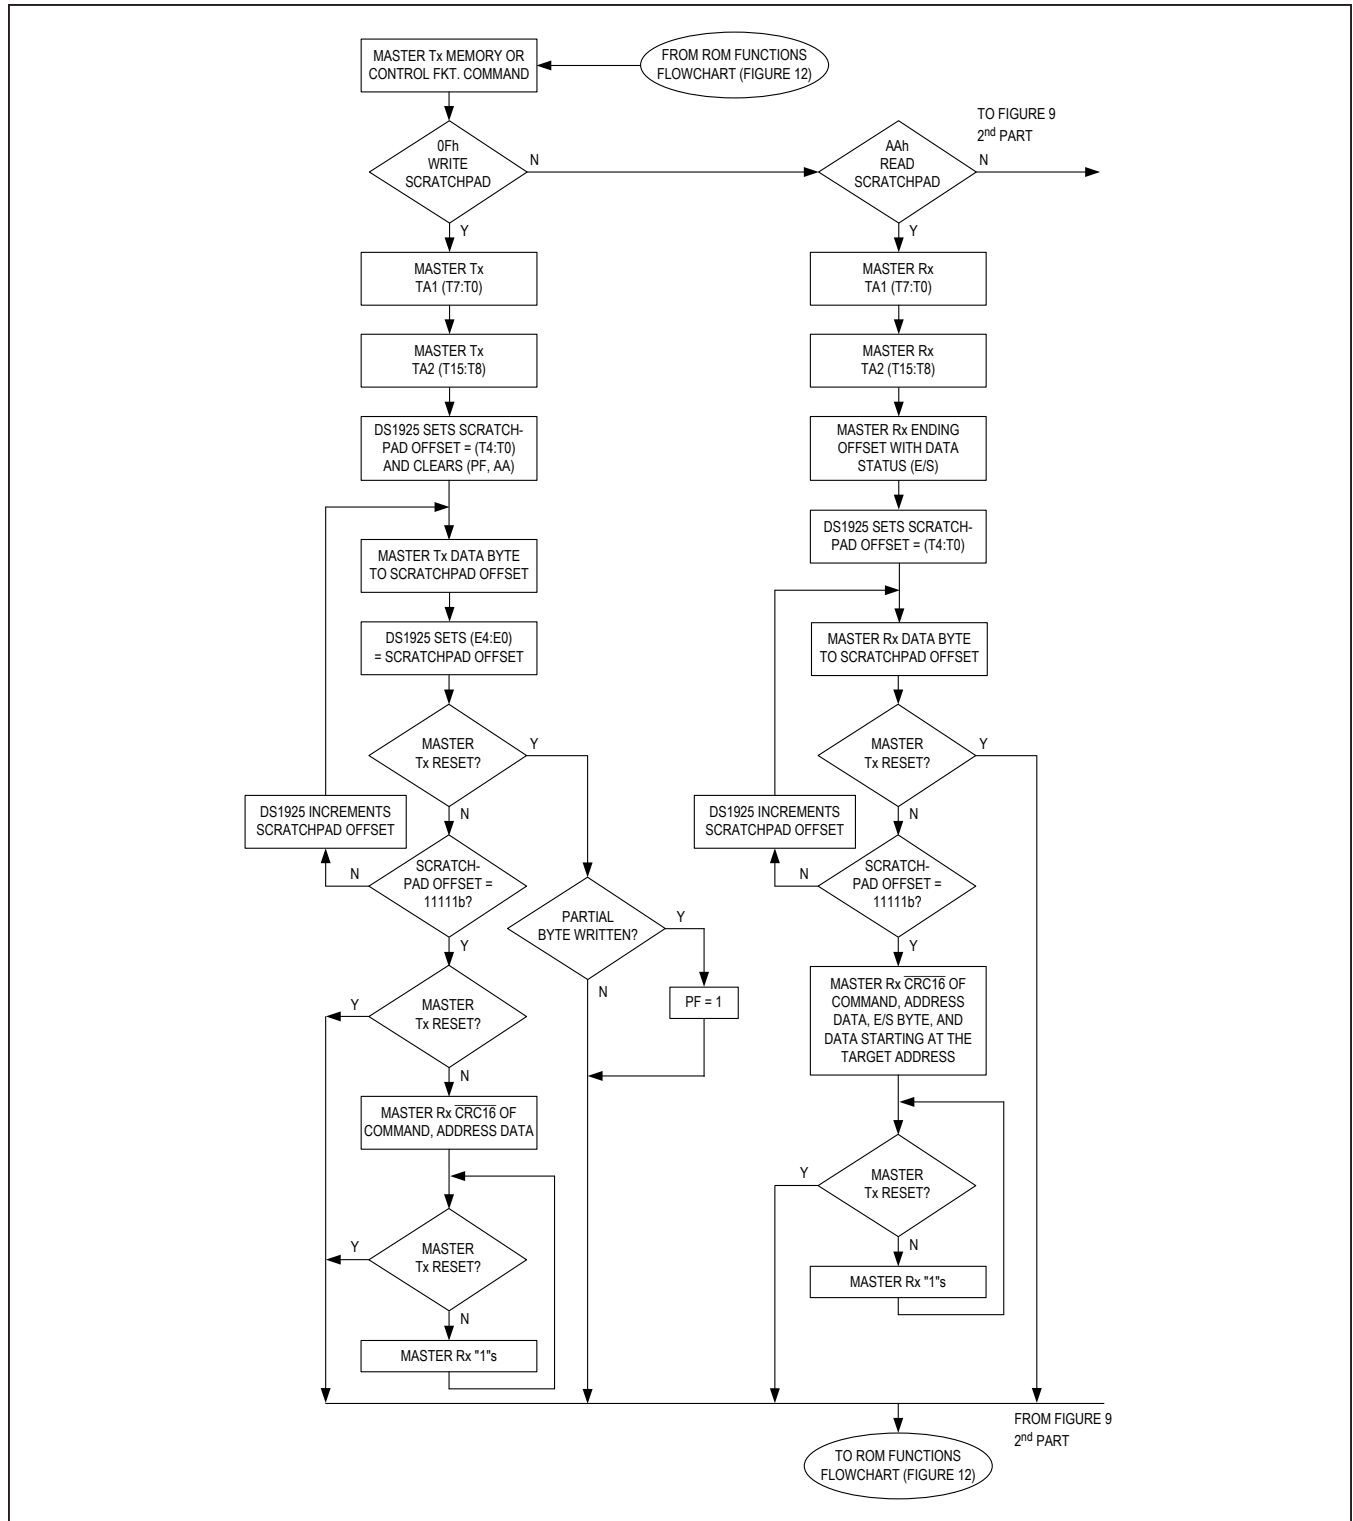 MASTER Tx MEMORY OR
CONTROL FKT. COMMAND
FROM ROM FUNCTIONS
FLOWCHART (FIGURE 12)
0Fh
WRITE
SCRATCHPAD
N
Y
AAh
READ
SCRATCHPAD
N
Y
TO FIGURE 9
2nd PART
MASTER Tx
TA1 (T7:T0)
MASTER Tx
TA2 (T15:T8)
DS1925 SETS SCRATCH-
PAD OFFSET = (T4:T0)
AND CLEARS (PF, AA)
MASTER Tx DATA BYTE
TO SCRATCHPAD OFFSET
DS1925 SETS (E4:E0)
= SCRATCHPAD OFFSET
MASTER
Tx RESET?
Y
N
DS1925 INCREMENTS
SCRATCHPAD OFFSET
SCRATCH-
PAD OFFSET =
11111b?
N
Y
PARTIAL
BYTE WRITTEN?
Y
N
PF = 1
MASTER
Tx RESET?
Y
N
MASTER Rx CRC16 OF
COMMAND, ADDRESS DATA
MASTER
Tx RESET?
Y
N
MASTER Rx "1"s
MASTER Rx
TA1 (T7:T0)
MASTER Rx
TA2 (T15:T8)
MASTER Rx ENDING
OFFSET WITH DATA
STATUS (E/S)
DS1925 SETS SCRATCH-
PAD OFFSET = (T4:T0)
MASTER Rx DATA BYTE
TO SCRATCHPAD OFFSET
MASTER
Tx RESET?
Y
N
DS1925 INCREMENTS
SCRATCHPAD OFFSET
SCRATCH-
PAD OFFSET =
11111b?
N
Y
MASTER Rx CRC16 OF
COMMAND, ADDRESS
DATA, E/S BYTE, AND
DATA STARTING AT THE
TARGET ADDRESS
MASTER
Tx RESET?
Y
N
MASTER Rx "1"s
FROM FIGURE 9
2nd PART
TO ROM FUNCTIONS
FLOWCHART (FIGURE 12)